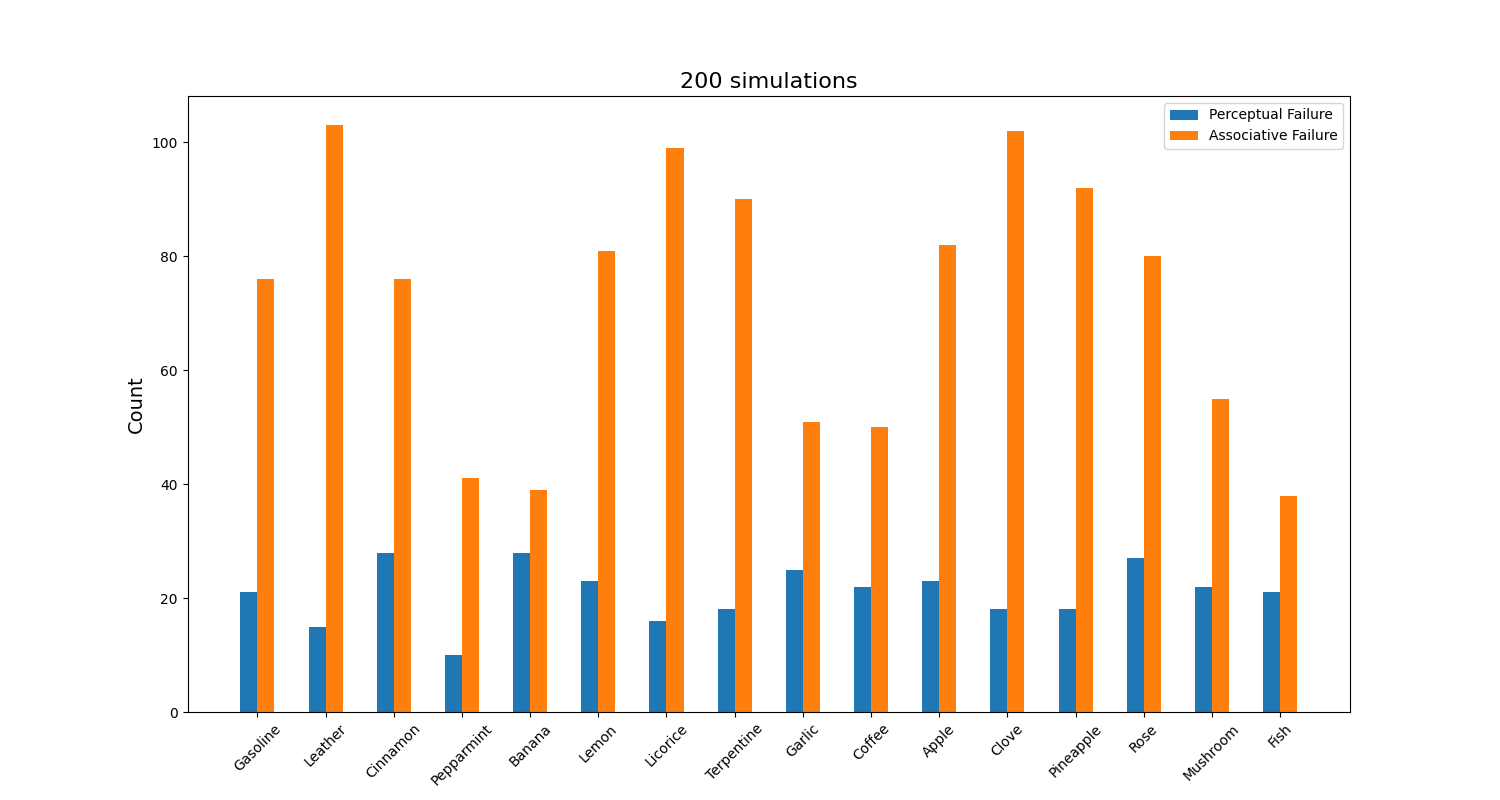 200 simulations
Perceptual Failure
Associative Failure
Count
100
80
60
40
20
0
Gasoline
Leather
Cinnamon
Pepparmint
Banana
Lemon
Licorice
Terpentine
Garlic
Coffee
Apple
Clove
Pineapple
Rose
Mushroom
Fish